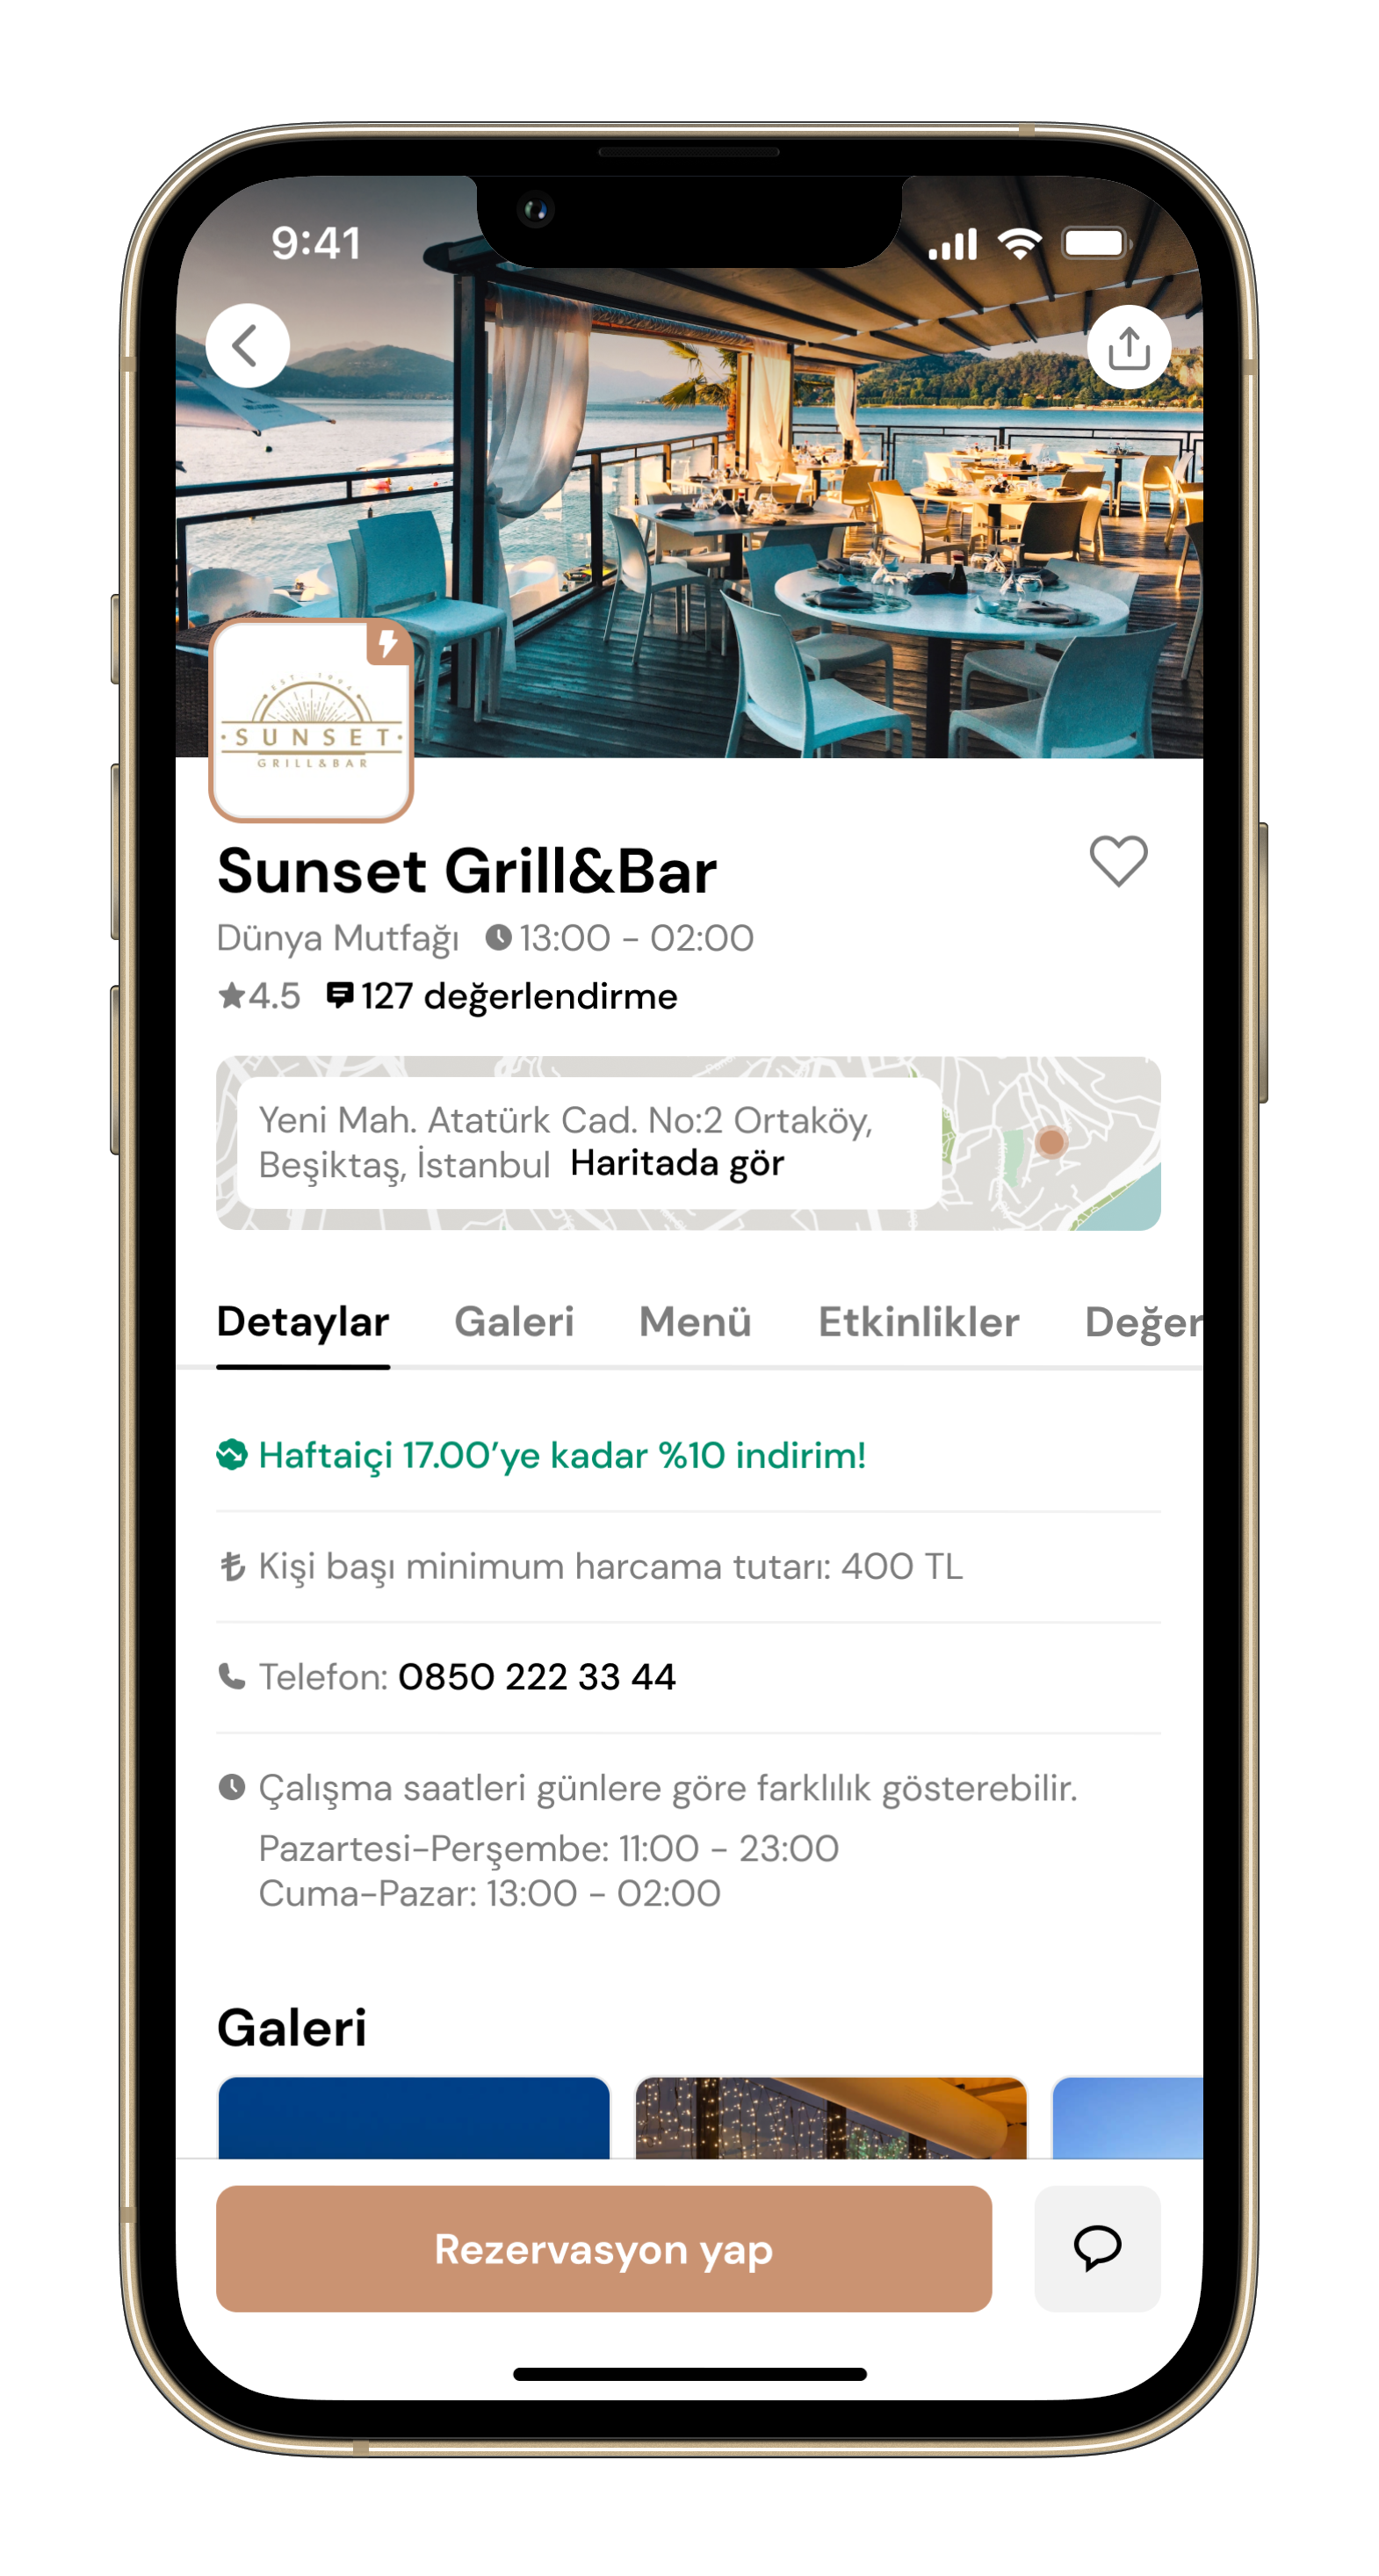 9:41
EST. 1994
SUNSET
GRILL&BAR
Sunset Grill&Bar
Dünya Mutfağı 13:00 - 02:00
4.5 127 değerlendirme
Yeni Mah. Atatürk Cad. No:2 Ortaköy,
Beşiktaş, İstanbul Haritada gör
Detaylar Galeri Menü Etkinlikler Değer
Haftaiçi 17.00’ye kadar %10 indirim!
₺ Kişi başı minimum harcama tutarı: 400 TL
Telefon: 0850 222 33 44
Çalışma saatleri günlere göre farklılık gösterebilir.
Pazartesi-Perşembe: 11:00 - 23:00
Cuma-Pazar: 13:00 - 02:00
Galeri
Rezervasyon yap